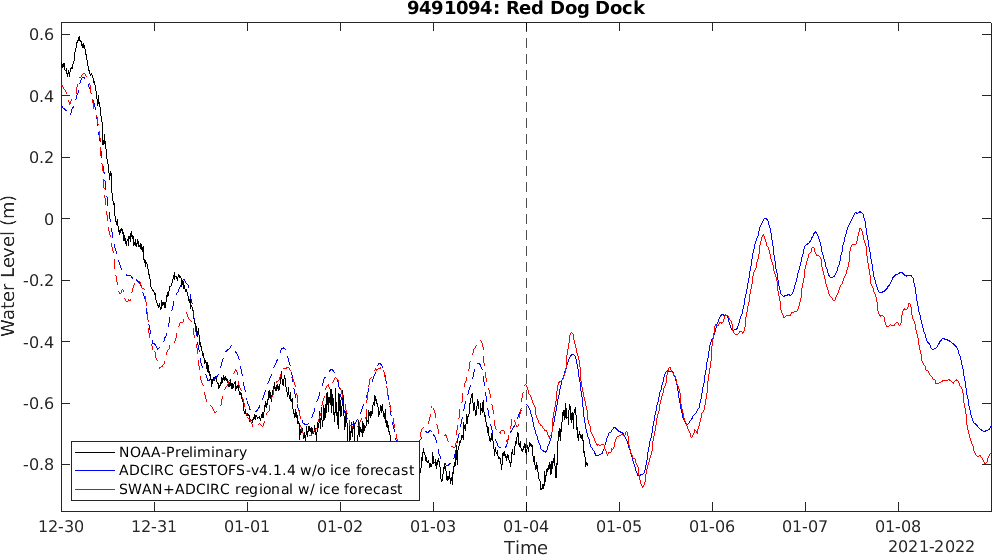 9491094: Red Dog Dock
Water Level (m)
0.6
0.4
0.2
0
-0.2
-0.4
-0.6
-0.8
NOAA-Preliminary
ADCIRC GESTOFS-v4.1.4 w/o ice forecast
SWAN+ADCIRC regional w/ ice forecast
12-30 12-31 01-01 01-02 01-03 01-04 01-05 01-06 01-07 01-08
Time
2021-2022